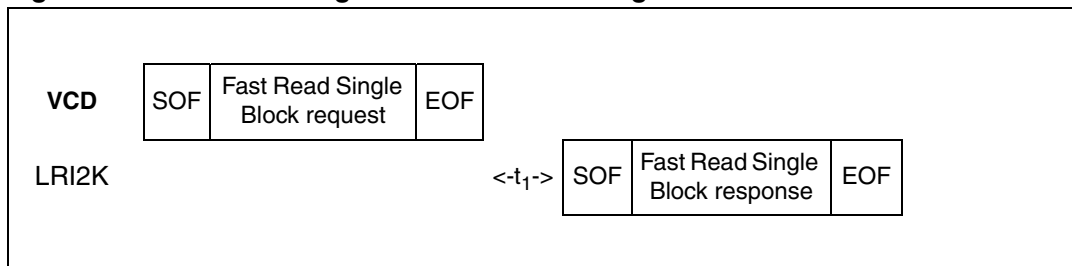 VCD SOF Fast Read Single Block request EOF
LRI2K <-t₁-> SOF Fast Read Single Block response EOF